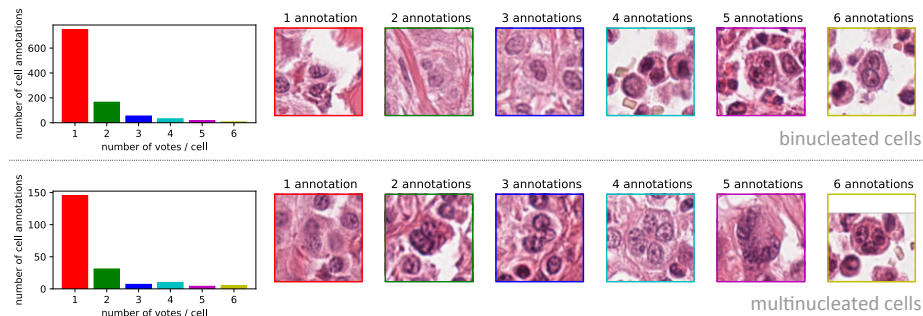 1 annotation 2 annotations 3 annotations 4 annotations 5 annotations 6 annotations
number of cell annotations
600
400
200
0
1 2 3 4 5 6
number of votes / cell
binucleated cells
1 annotation 2 annotations 3 annotations 4 annotations 5 annotations 6 annotations
number of cell annotations
150
100
50
0
1 2 3 4 5 6
number of votes / cell
multinucleated cells